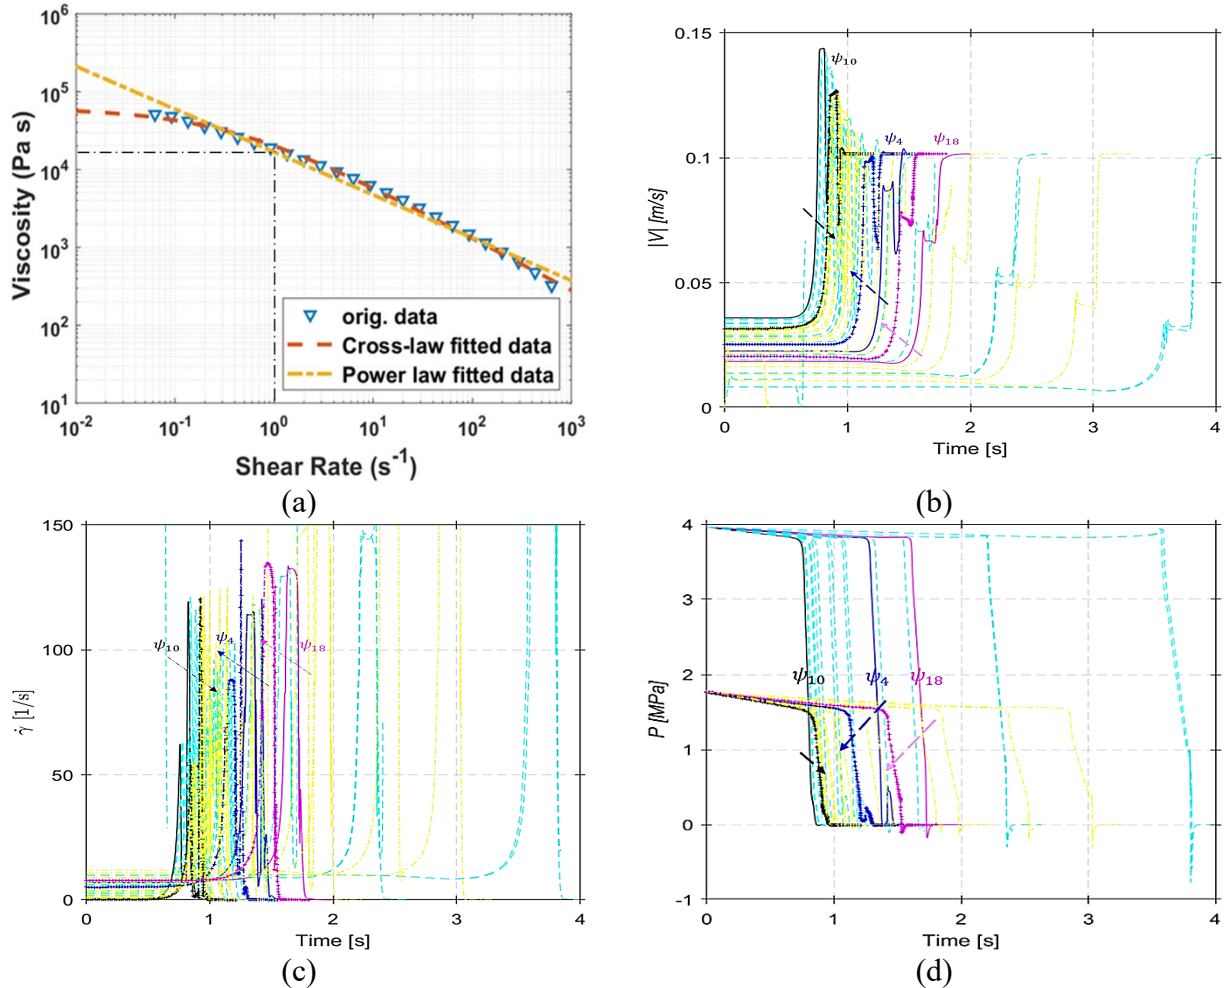 10^6
10^5
10^4
10^3
10^2
10^1
Viscosity (Pa s)
orig. data
Cross-law fitted data
Power law fitted data
10^-2 10^-1 10^0 10^1 10^2 10^3
Shear Rate (s^-1)
(a)
0.15
0.1
0.05
0
|V| [m/s]
ψ10
ψ4
ψ18
0 1 2 3 4
Time [s]
(b)
150
100
50
0
γ̇ [1/s]
ψ10
ψ4
ψ18
0 1 2 3 4
Time [s]
(c)
4
3
2
1
0
-1
P [MPa]
ψ10
ψ4
ψ18
0 1 2 3 4
Time [s]
(d)